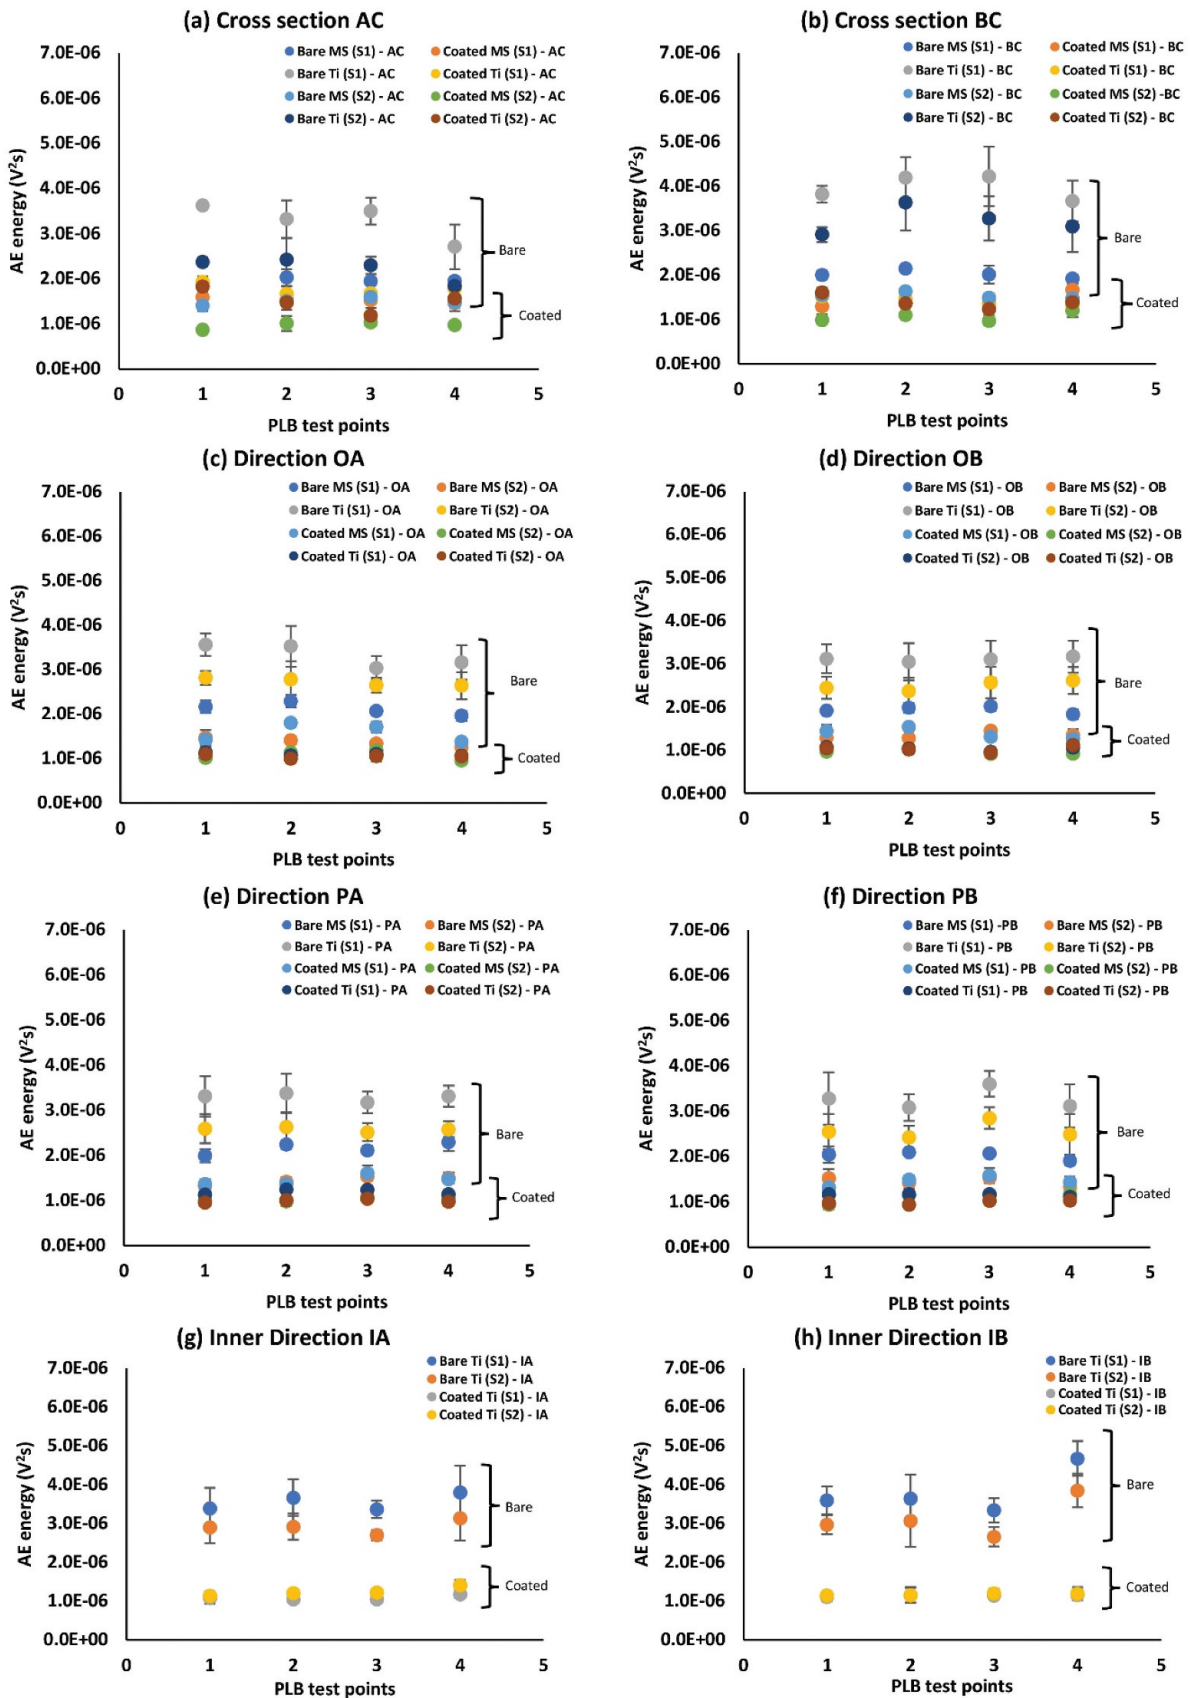 (a) Cross section AC
Bare MS (S1) - AC Coated MS (S1) - AC
Bare Ti (S1) - AC Coated Ti (S1) - AC
Bare MS (S2) - AC Coated MS (S2) - AC
Bare Ti (S2) - AC Coated Ti (S2) - AC
7.0E-06
6.0E-06
5.0E-06
4.0E-06
3.0E-06
2.0E-06
1.0E-06
0.0E+00
AE energy (V²s)
Bare
Coated
0 1 2 3 4 5
PLB test points
(b) Cross section BC
Bare MS (S1) - BC Coated MS (S1) - BC
Bare Ti (S1) - BC Coated Ti (S1) - BC
Bare MS (S2) - BC Coated MS (S2) -BC
Bare Ti (S2) - BC Coated Ti (S2) - BC
7.0E-06
6.0E-06
5.0E-06
4.0E-06
3.0E-06
2.0E-06
1.0E-06
0.0E+00
AE energy (V²s)
Bare
Coated
0 1 2 3 4 5
PLB test points
(c) Direction OA
Bare MS (S1) - OA Bare MS (S2) - OA
Bare Ti (S1) - OA Bare Ti (S2) - OA
Coated MS (S1) - OA Coated MS (S2) - OA
Coated Ti (S1) - OA Coated Ti (S2) - OA
7.0E-06
6.0E-06
5.0E-06
4.0E-06
3.0E-06
2.0E-06
1.0E-06
0.0E+00
AE energy (V²s)
Bare
Coated
0 1 2 3 4 5
PLB test points
(d) Direction OB
Bare MS (S1) - OB Bare MS (S2) - OB
Bare Ti (S1) - OB Bare Ti (S2) - OB
Coated MS (S1) - OB Coated MS (S2) - OB
Coated Ti (S2) - OB Coated Ti (S2) - OB
7.0E-06
6.0E-06
5.0E-06
4.0E-06
3.0E-06
2.0E-06
1.0E-06
0.0E+00
AE energy (V²s)
Bare
Coated
0 1 2 3 4 5
PLB test points
(e) Direction PA
Bare MS (S1) - PA Bare MS (S2) - PA
Bare Ti (S1) - PA Bare Ti (S2) - PA
Coated MS (S1) - PA Coated MS (S2) - PA
Coated Ti (S1) - PA Coated Ti (S2) - PA
7.0E-06
6.0E-06
5.0E-06
4.0E-06
3.0E-06
2.0E-06
1.0E-06
0.0E+00
AE energy (V²s)
Bare
Coated
0 1 2 3 4 5
PLB test points
(f) Direction PB
Bare MS (S1) -PB Bare MS (S2) - PB
Bare Ti (S1) - PB Bare Ti (S2) - PB
Coated MS (S1) - PB Coated MS (S2) - PB
Coated Ti (S1) - PB Coated Ti (S2) - PB
7.0E-06
6.0E-06
5.0E-06
4.0E-06
3.0E-06
2.0E-06
1.0E-06
0.0E+00
AE energy (V²s)
Bare
Coated
0 1 2 3 4 5
PLB test points
(g) Inner Direction IA
Bare Ti (S1) - IA
Bare Ti (S2) - IA
Coated Ti (S1) - IA
Coated Ti (S2) - IA
7.0E-06
6.0E-06
5.0E-06
4.0E-06
3.0E-06
2.0E-06
1.0E-06
0.0E+00
AE energy (V²s)
Bare
Coated
0 1 2 3 4 5
PLB test points
(h) Inner Direction IB
Bare Ti (S1) - IB
Bare Ti (S2) - IB
Coated Ti (S1) - IB
Coated Ti (S2) - IB
7.0E-06
6.0E-06
5.0E-06
4.0E-06
3.0E-06
2.0E-06
1.0E-06
0.0E+00
AE energy (V²s)
Bare
Coated
0 1 2 3 4 5
PLB test points